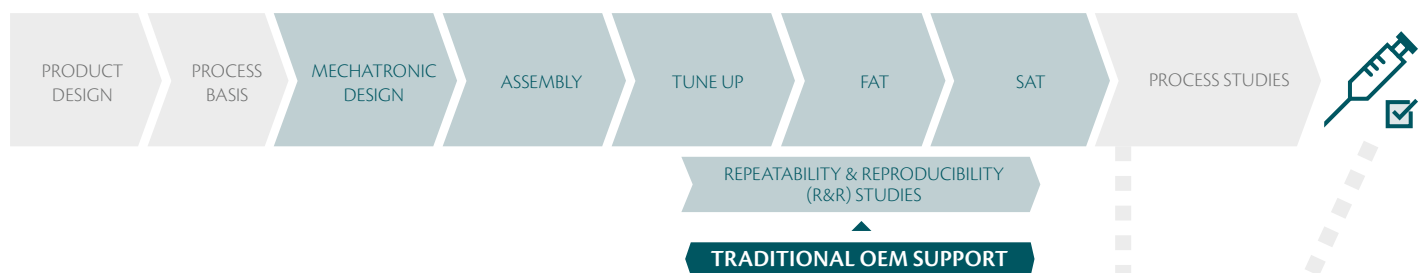 PRODUCT
DESIGN
PROCESS
BASIS
MECHATRONIC
DESIGN
ASSEMBLY
TUNE UP
FAT
SAT
PROCESS STUDIES
REPEATABILITY & REPRODUCIBILITY
(R&R) STUDIES
TRADITIONAL OEM SUPPORT